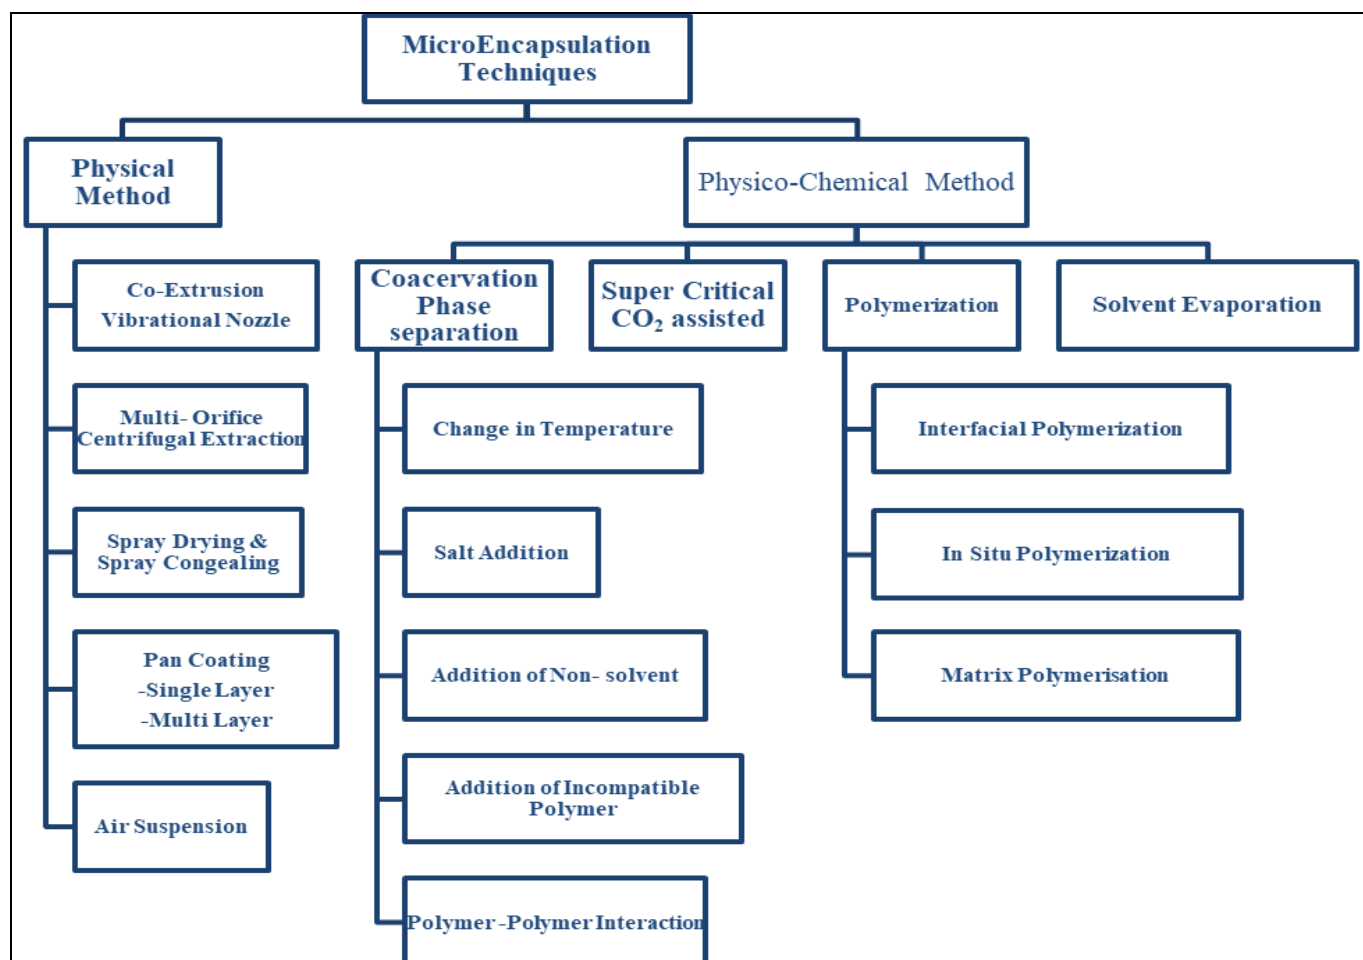 MicroEncapsulation
Techniques
Physical
Method
Physico-Chemical Method
Co-Extrusion
Vibrational Nozzle
Multi- Orifice
Centrifugal Extraction
Spray Drying &
Spray Congealing
Pan Coating
-Single Layer
-Multi Layer
Air Suspension
Coacervation
Phase
separation
Change in Temperature
Salt Addition
Addition of Non- solvent
Addition of Incompatible
Polymer
Polymer -Polymer Interaction
Super Critical
CO₂ assisted
Polymerization
Interfacial Polymerization
In Situ Polymerization
Matrix Polymerisation
Solvent Evaporation